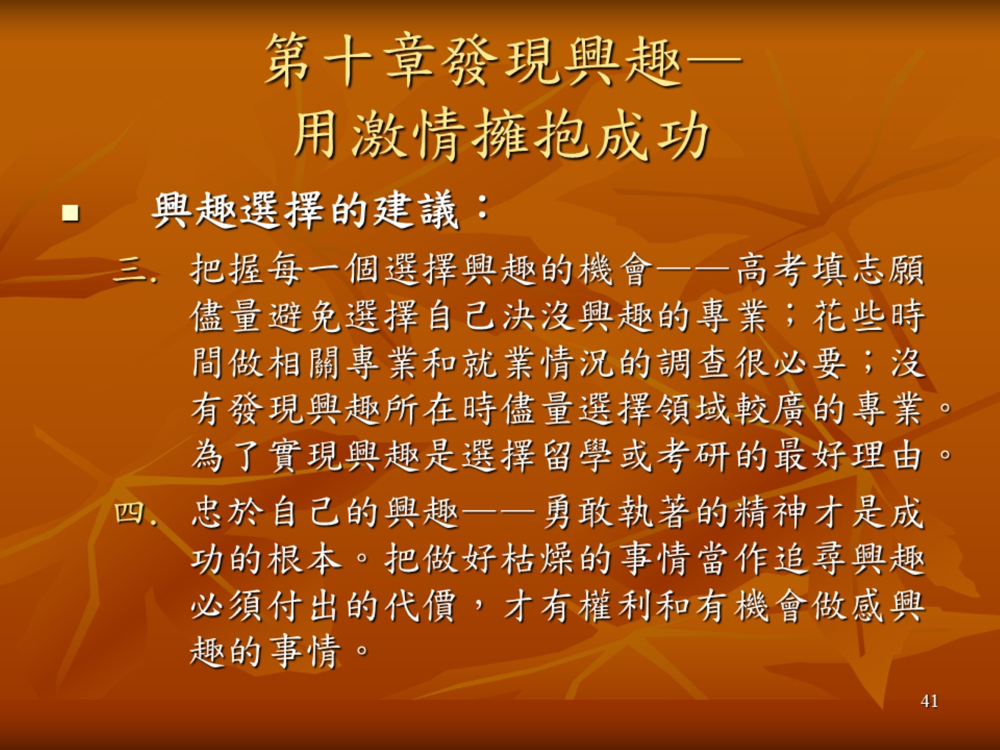 第十章發現興趣—
用激情擁抱成功
興趣選擇的建議：
三. 把握每一個選擇興趣的機會——高考填志願
儘量避免選擇自己決沒興趣的專業；花些時
間做相關專業和就業情況的調查很必要；沒
有發現興趣所在時儘量選擇領域較廣的專業。
為了實現興趣是選擇留學或考研的最好理由。
四. 忠於自己的興趣——勇敢執著的精神才是成
功的根本。把做好枯燥的事情當作追尋興趣
必須付出的代價，才有權利和有機會做感興
趣的事情。
41